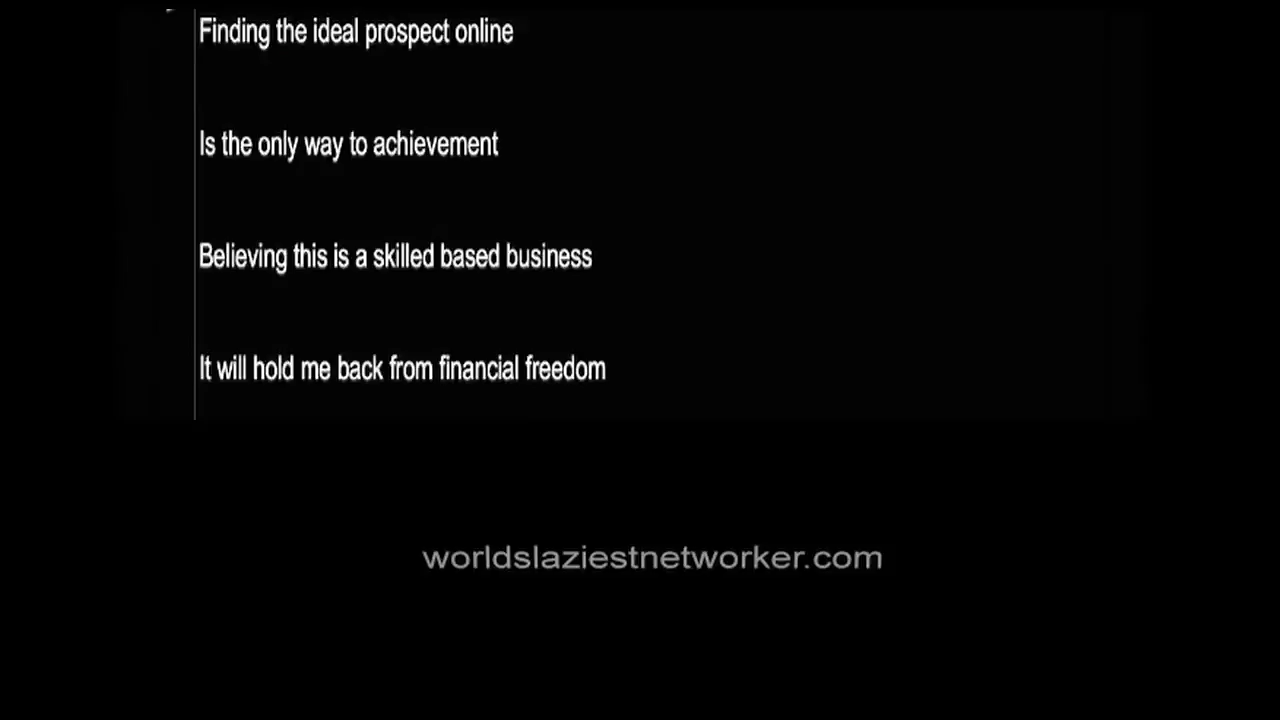 Finding the ideal prospect online
Is the only way to achievement
Believing this is a skilled based business
It will hold me back from financial freedom
worldslaziestnetworker.com